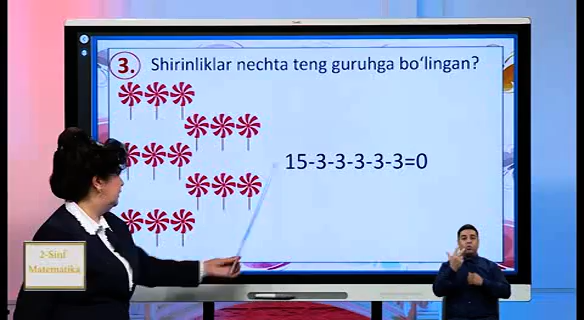 3. Shirinliklar nechta teng guruhga bo‘lingan?
15-3-3-3-3-3=0
2-Sinf
Matematika